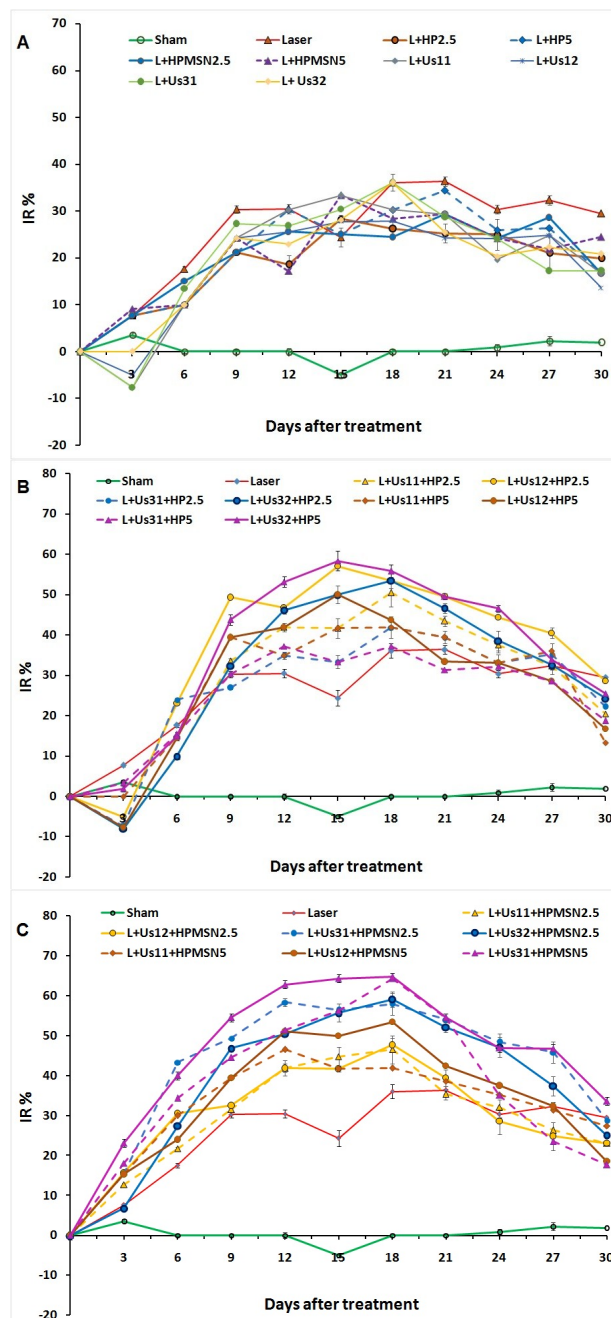 A
Sham Laser L+HP2.5 L+HP5
L+HPMSN2.5 L+HPMSN5 L+Us11 L+Us12
L+Us31 L+ Us32
IR %
70
60
50
40
30
20
10
0
-10
-20
3 6 9 12 15 18 21 24 27 30
Days after treatment
B
Sham Laser L+Us11+HP2.5 L+Us12+HP2.5
L+Us31+HP2.5 L+Us32+HP2.5 L+Us11+HP5 L+Us12+HP5
L+Us31+HP5 L+Us32+HP5
IR %
80
70
60
50
40
30
20
10
0
-10
-20
3 6 9 12 15 18 21 24 27 30
Days after treatment
C
Sham Laser L+Us11+HPMSN2.5
L+Us12+HPMSN2.5 L+Us31+HPMSN2.5 L+Us32+HPMSN2.5
L+Us11+HPMSN5 L+Us12+HPMSN5 L+Us31+HPMSN5
IR %
80
70
60
50
40
30
20
10
0
-10
-20
3 6 9 12 15 18 21 24 27 30
Days after treatment